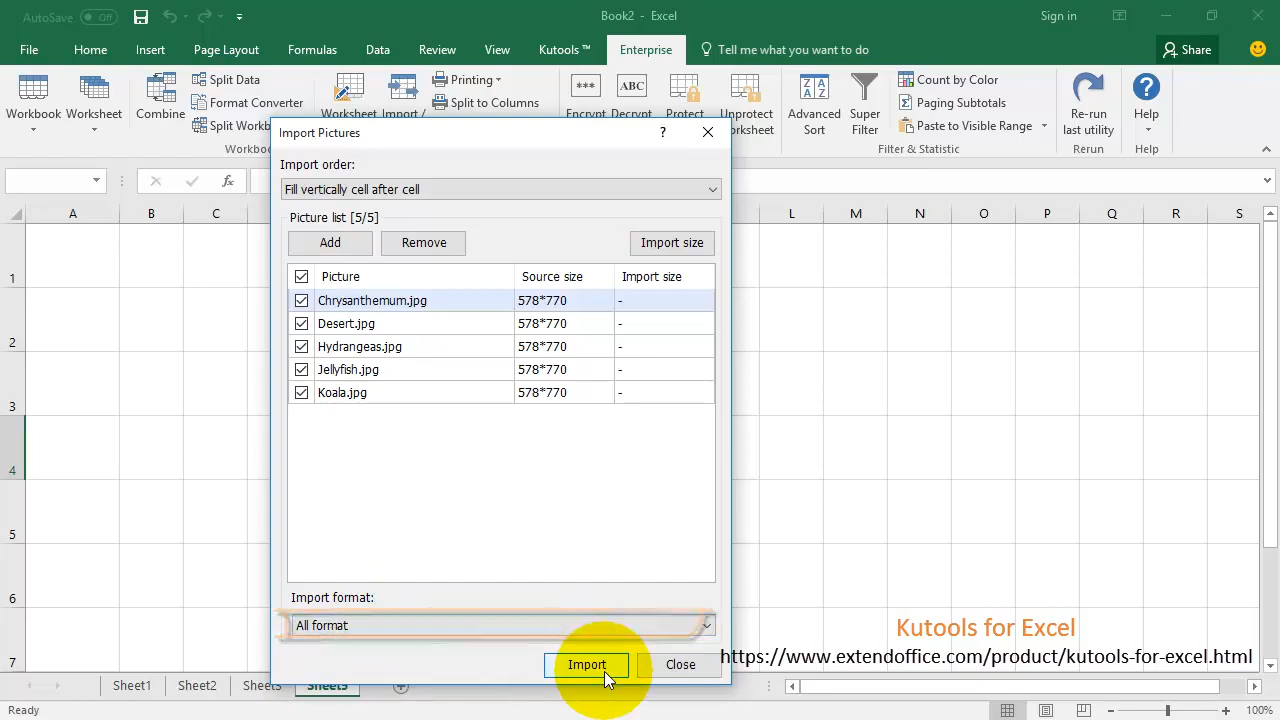 AutoSave Off
Book2 - Excel
Sign in
File Home Insert Page Layout Formulas Data Review View Kutools ™ Enterprise Tell me what you want to do Share
Workbook
Worksheet
Combine
Split Data
Format Converter
Split Workb
Worksheet
Import /
Printing
Split to Columns
Encrypt
Decrypt
Protect
Unprotect
Worksheet
Advanced
Sort
Super
Filter
Count by Color
Paging Subtotals
Paste to Visible Range
Re-run
last utility
Help
Filter & Statistic
Rerun
Help
fx
A B C L M N O P Q R S
1
2
3
4
5
6
7
Import Pictures
?
Import order:
Fill vertically cell after cell
Picture list [5/5]
Add Remove Import size
Picture Source size Import size
Chrysanthemum.jpg 578*770 -
Desert.jpg 578*770 -
Hydrangeas.jpg 578*770 -
Jellyfish.jpg 578*770 -
Koala.jpg 578*770 -
Import format:
All format
Import Close
Kutools for Excel
https://www.extendoffice.com/product/kutools-for-excel.html
Sheet1 Sheet2 Sheet5
Ready
100%